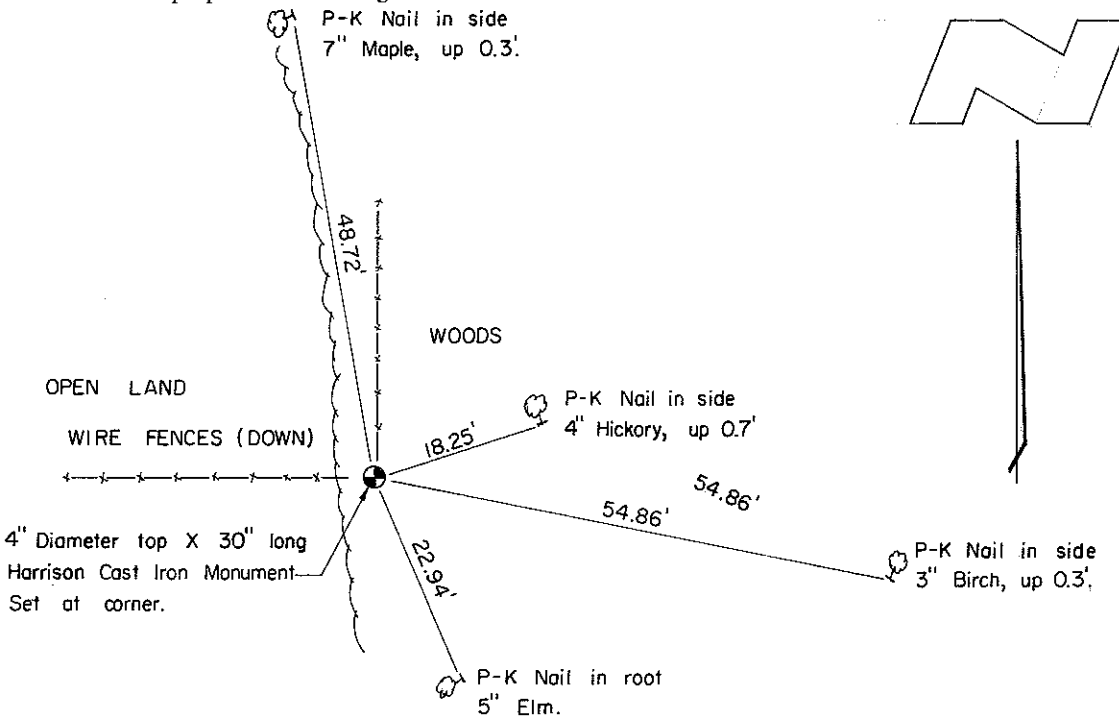 P-K Nail in side
7" Maple, up 0.3'.
48.72'
WOODS
OPEN LAND
WIRE FENCES (DOWN)
P-K Nail in side
4" Hickory, up 0.7'
18.25'
54.86'
54.86'
4" Diameter top X 30" long
Harrison Cast Iron Monument
Set at corner.
22.94'
P-K Nail in side
3" Birch, up 0.3'.
P-K Nail in root
5" Elm.
N